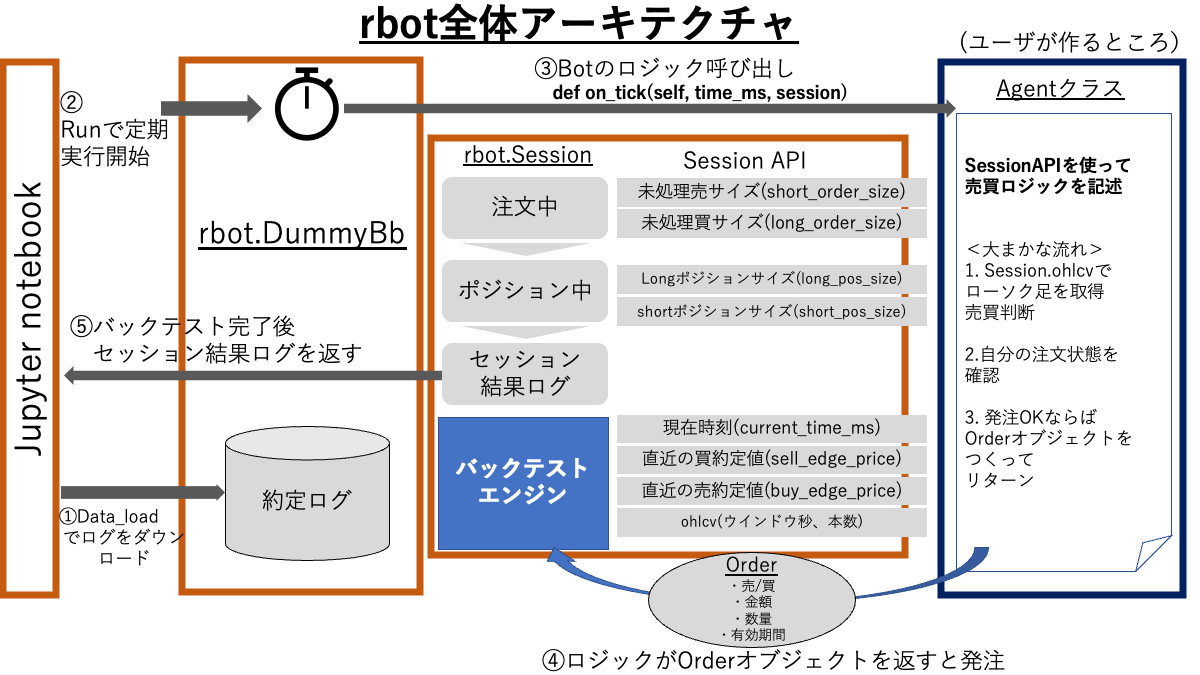 rbot全体アーキテクチャ
(ユーザが作るところ)
②
Runで定期
実行開始
③Botのロジック呼び出し
def on_tick(self, time_ms, session)
Agentクラス
Jupyter notebook
rbot.DummyBb
rbot.Session
Session API
注文中
未処理売サイズ(short_order_size)
未処理買サイズ(long_order_size)
ポジション中
Longポジションサイズ(long_pos_size)
shortポジションサイズ(short_pos_size)
セッション
結果ログ
⑤バックテスト完了後
セッション結果ログを返す
バックテスト
エンジン
現在時刻(current_time_ms)
直近の買約定値(sell_edge_price)
直近の売約定値(buy_edge_price)
ohlcv(ウインドウ秒、本数)
約定ログ
①Data_load
でログをダウン
ロード
SessionAPIを使って
売買ロジックを記述
＜大まかな流れ＞
1. Session.ohlcvで
ローソク足を取得
売買判断
2.自分の注文状態を
確認
3. 発注OKならば
Orderオブジェクトを
つくって
リターン
Order
・売/買
・金額
・数量
・有効期間
④ロジックがOrderオブジェクトを返すと発注